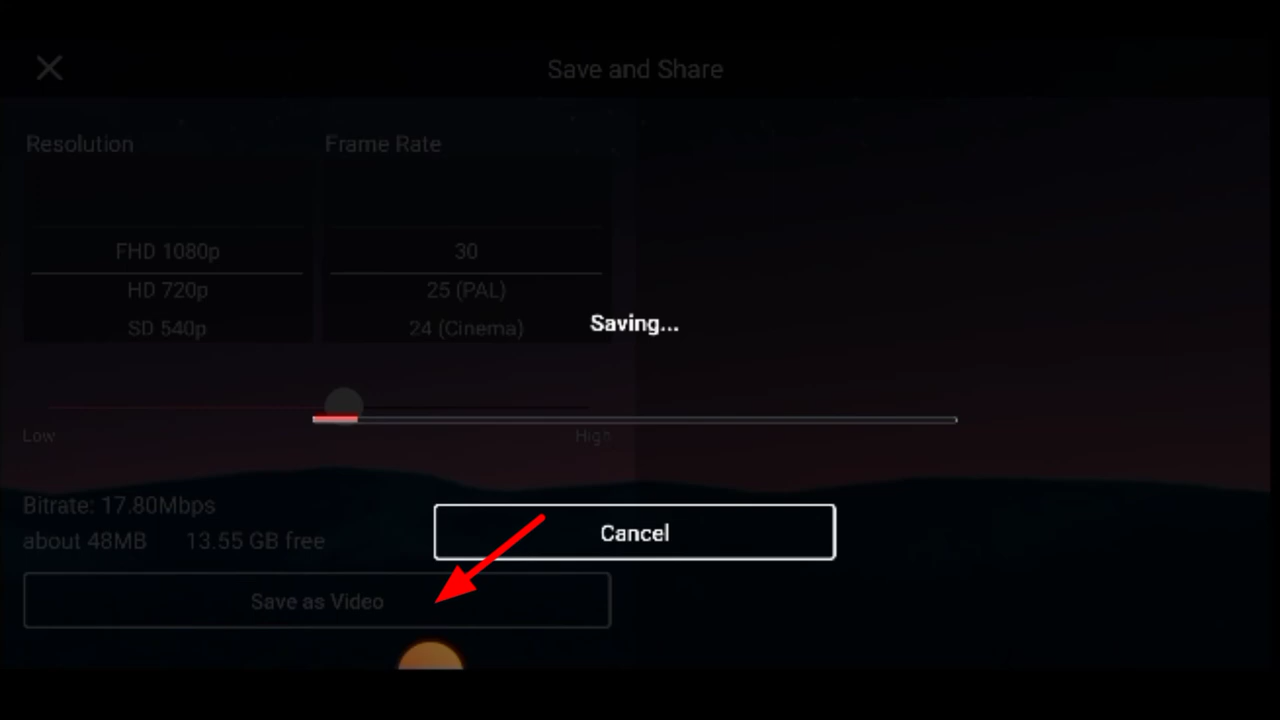 Save and Share
Resolution
Frame Rate
FHD 1080p
30
HD 720p
25 (PAL)
SD 540p
24 (Cinema)
Saving...
Low
High
Bitrate: 17.80Mbps
about 48MB 13.55 GB free
Cancel
Save as Video